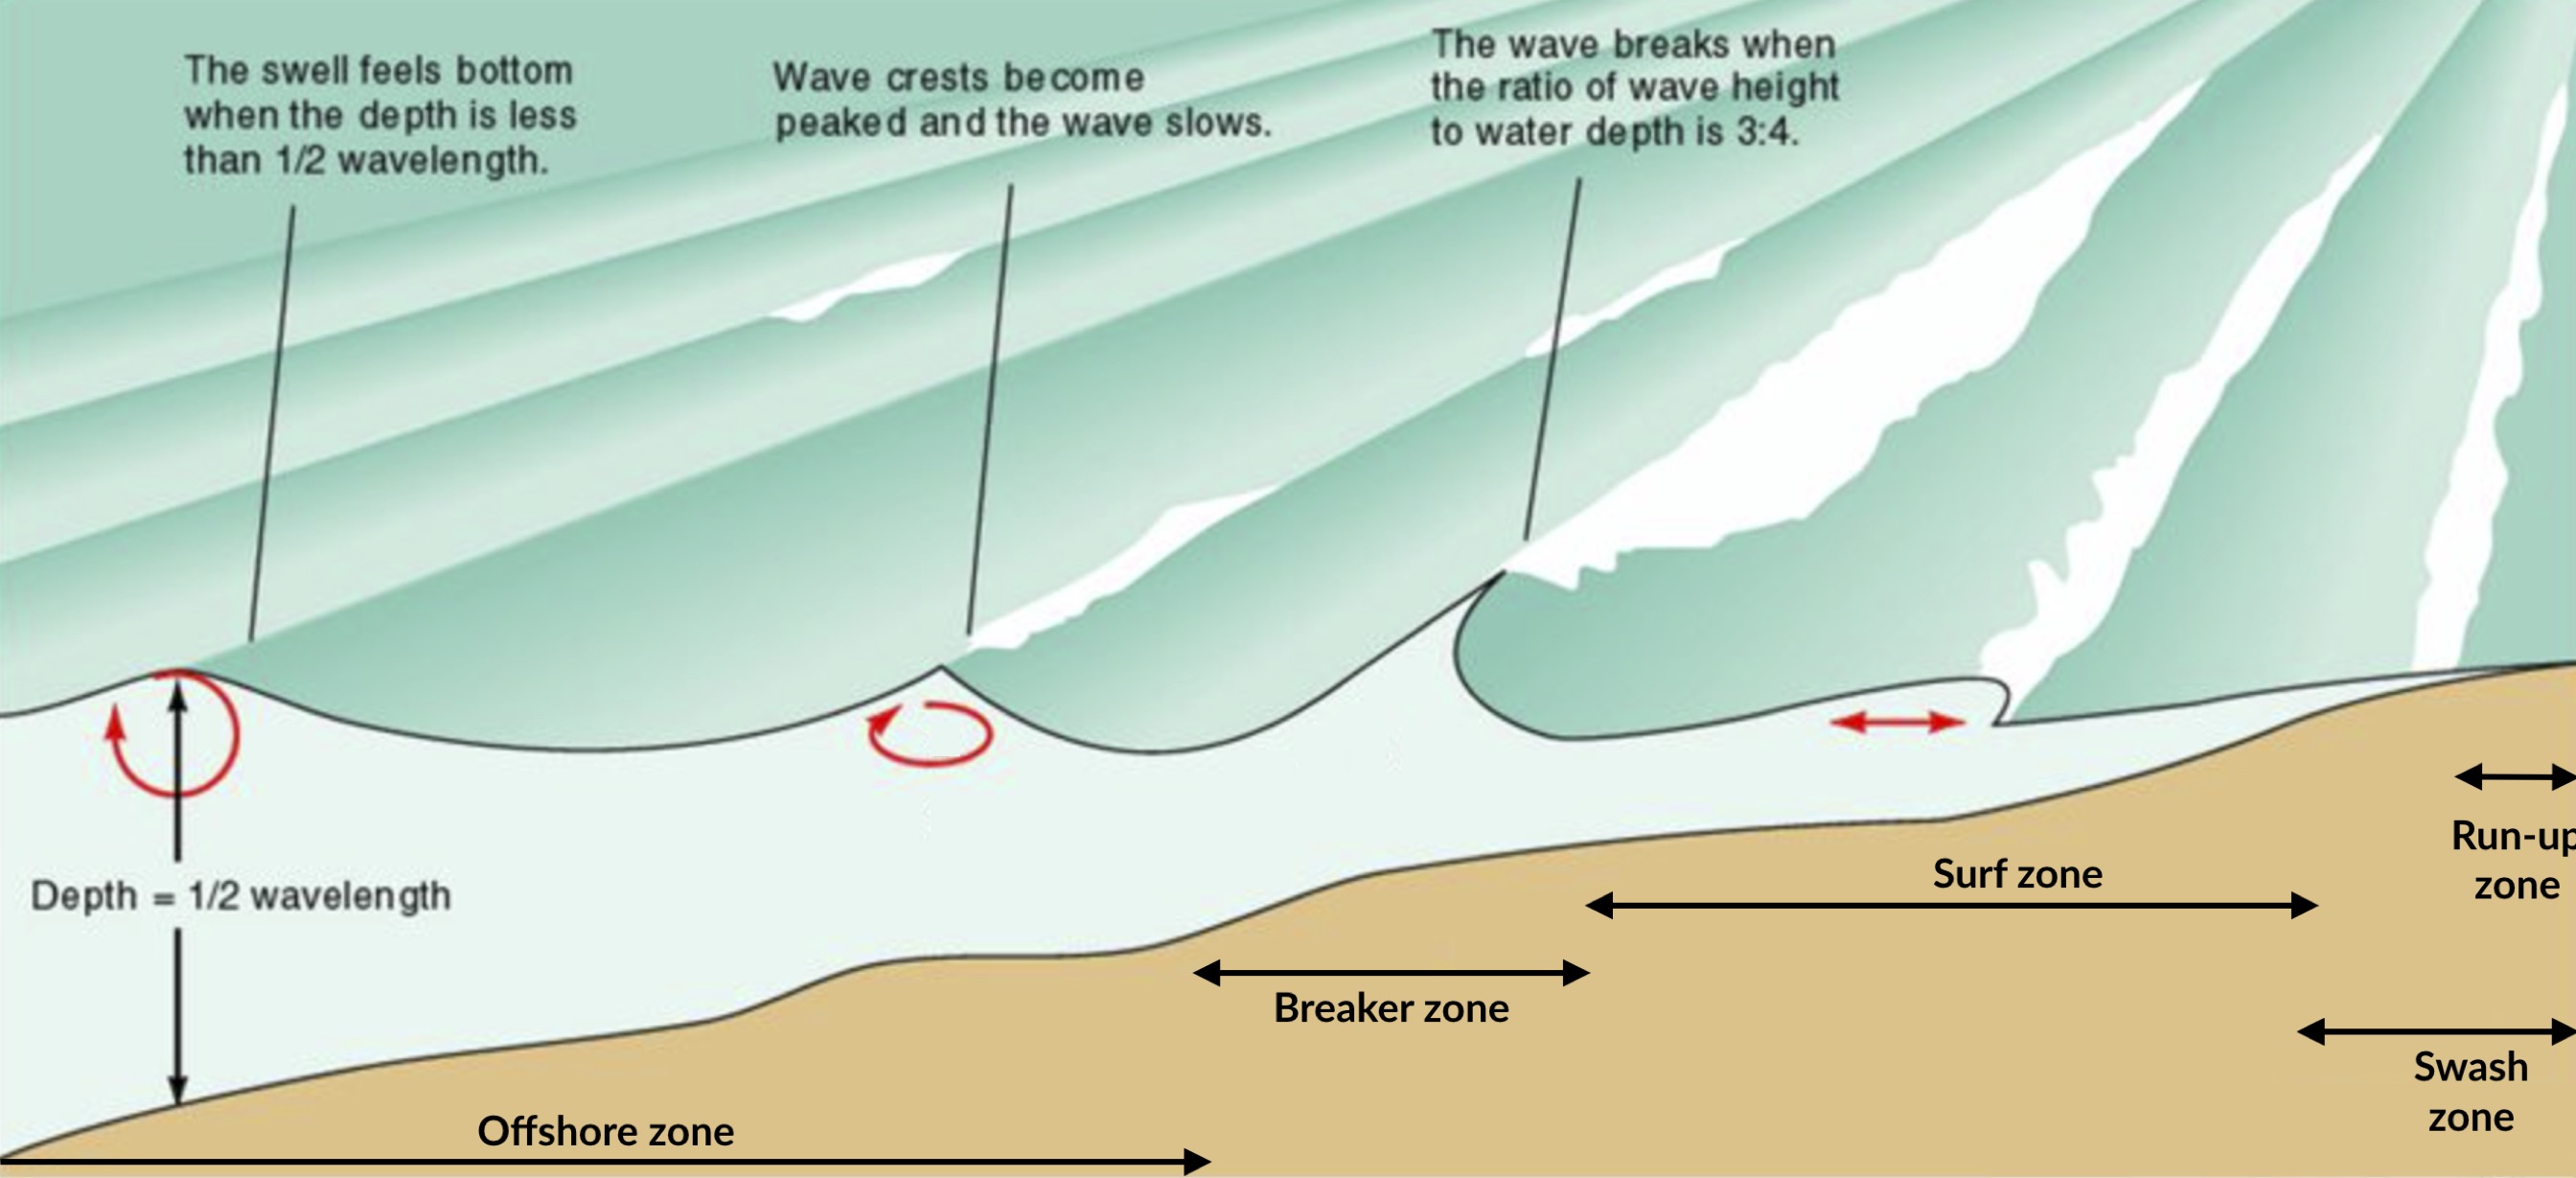 The swell feels bottom
when the depth is less
than 1/2 wavelength.
Wave crests become
peaked and the wave slows.
The wave breaks when
the ratio of wave height
to water depth is 3:4.
Depth = 1/2 wavelength
Offshore zone
Breaker zone
Surf zone
Run-up
zone
Swash
zone